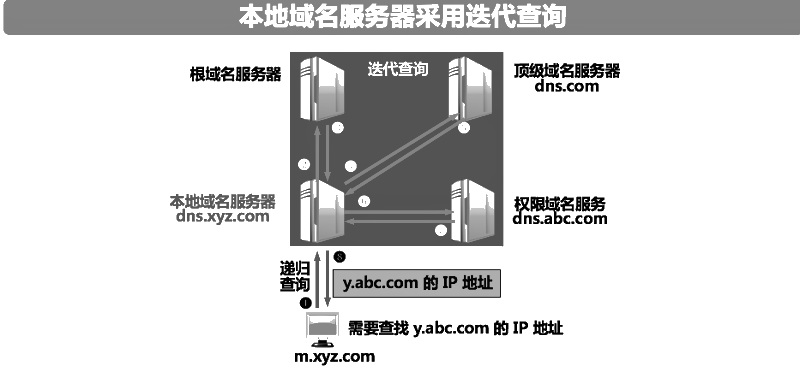 本地域名服务器采用迭代查询
根域名服务器
迭代查询
顶级域名服务器
dns.com
本地域名服务器
dns.xyz.com
权限域名服务
dns.abc.com
递归
查询
8
y.abc.com 的 IP 地址
1
需要查找 y.abc.com 的 IP 地址
m.xyz.com